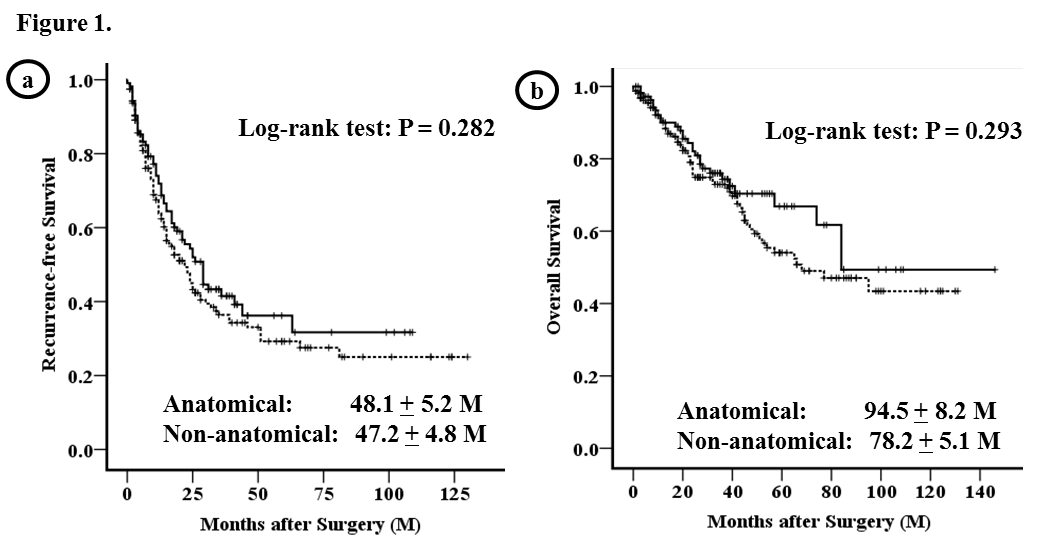 Figure 1.
a
Recurrence-free Survival
1.0
0.8
0.6
0.4
0.2
0.0
Log-rank test: P = 0.282
Anatomical: 48.1 ± 5.2 M
Non-anatomical: 47.2 ± 4.8 M
0 25 50 75 100 125
Months after Surgery (M)
b
Overall Survival
1.0
0.8
0.6
0.4
0.2
0.0
Log-rank test: P = 0.293
Anatomical: 94.5 ± 8.2 M
Non-anatomical: 78.2 ± 5.1 M
0 20 40 60 80 100 120 140
Months after Surgery (M)